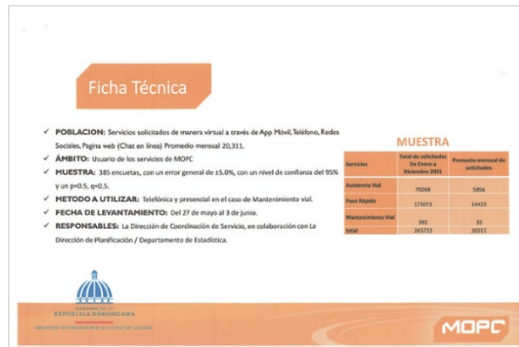 Ficha Técnica
✓ POBLACION: Servicios solicitados de manera virtual a través de App Móvil, Teléfono, Redes
Sociales, Pagina web (Chat en línea) Promedio mensual 20,311.
✓ ÁMBITO: Usuario de los servicios de MOPC
✓ MUESTRA: 385 encuetas, con un error general de ±5.0%, con un nivel de confianza del 95%
y un p=0.5, q=0.5.
✓ METODO A UTILIZAR: Telefónica y presencial en el caso de Mantenimiento vial.
✓ FECHA DE LEVANTAMIENTO: Del 27 de mayo al 3 de junio.
✓ RESPONSABLES: La Dirección de Coordinación de Servicio, en colaboración con La
Dirección de Planificación / Departamento de Estadística.
MUESTRA
Servicios Total de solicitudes De Enero a Diciembre 2021 Promedio mensual de solicitudes
Asistencia Vial 70268 5856
Paso Rápido 173073 14423
Mantenimiento Vial 392 33
total 243733 20311
REPÚBLICA DOMINICANA
MOPC